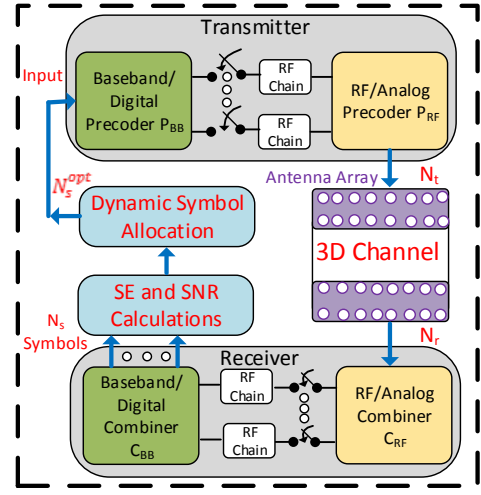 Transmitter
Input
Baseband/
Digital
Precoder P_BB
RF
Chain
RF
Chain
RF/Analog
Precoder P_RF
N_s^opt
Antenna Array
N_t
Dynamic Symbol
Allocation
3D Channel
SE and SNR
Calculations
N_s
Symbols
N_r
Receiver
Baseband/
Digital
Combiner
C_BB
RF
Chain
RF
Chain
RF/Analog
Combiner
C_RF